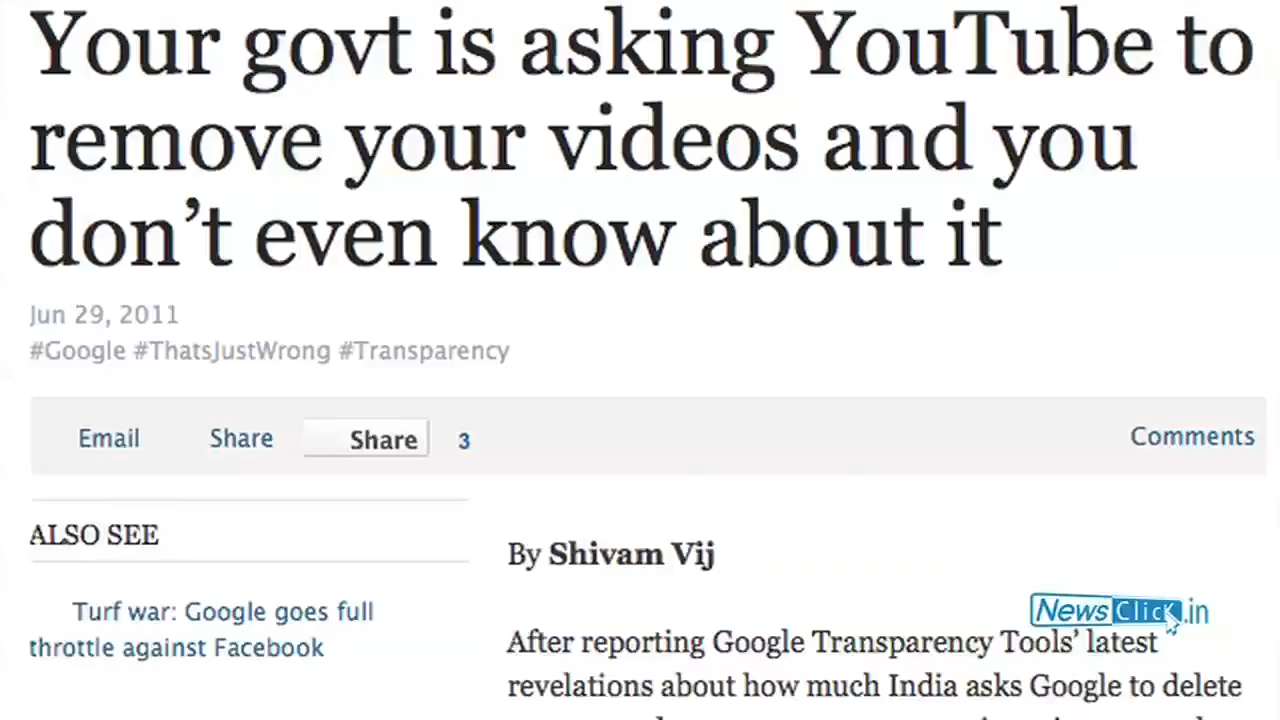 Your govt is asking YouTube to
remove your videos and you
don’t even know about it
Jun 29, 2011
#Google #ThatsJustWrong #Transparency
Email Share Share 3 Comments
ALSO SEE
Turf war: Google goes full
throttle against Facebook
By Shivam Vij
NewsClick.in
After reporting Google Transparency Tools’ latest
revelations about how much India asks Google to delete